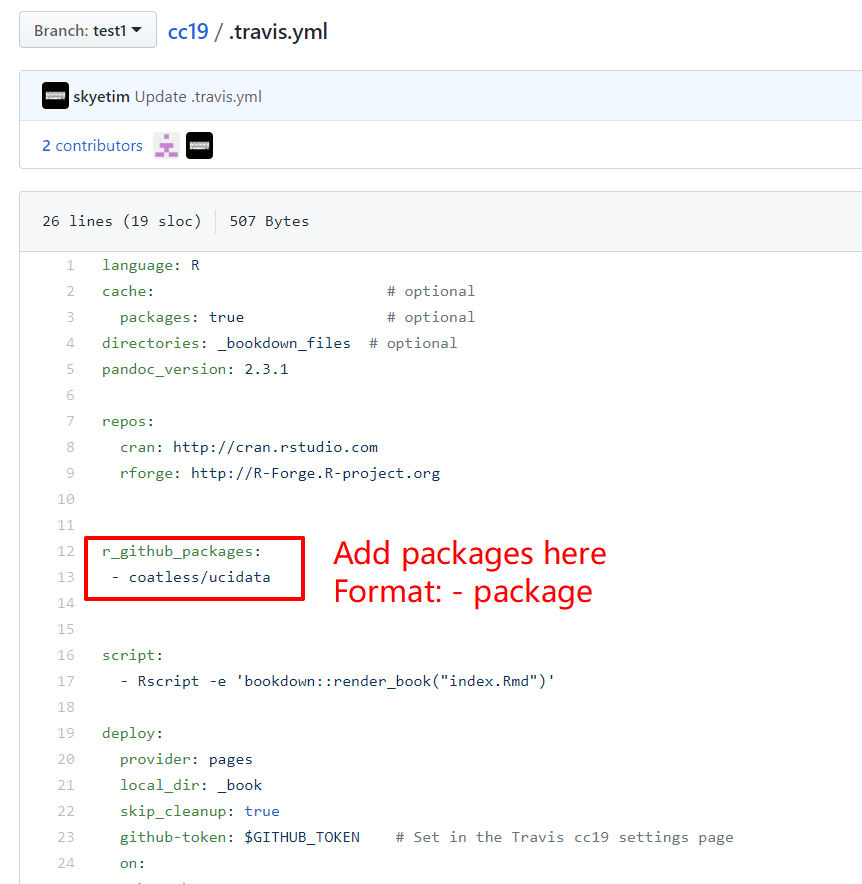 Branch: test1
cc19 / .travis.yml
skyetim Update .travis.yml
2 contributors
26 lines (19 sloc) 507 Bytes
1 language: R
2 cache: # optional
3 packages: true # optional
4 directories: _bookdown_files # optional
5 pandoc_version: 2.3.1
6
7 repos:
8 cran: http://cran.rstudio.com
9 rforge: http://R-Forge.R-project.org
10
11
12 r_github_packages:
13 - coatless/ucidata
Add packages here
Format: - package
14
15
16 script:
17 - Rscript -e 'bookdown::render_book("index.Rmd")'
18
19 deploy:
20 provider: pages
21 local_dir: _book
22 skip_cleanup: true
23 github-token: $GITHUB_TOKEN # Set in the Travis cc19 settings page
24 on: